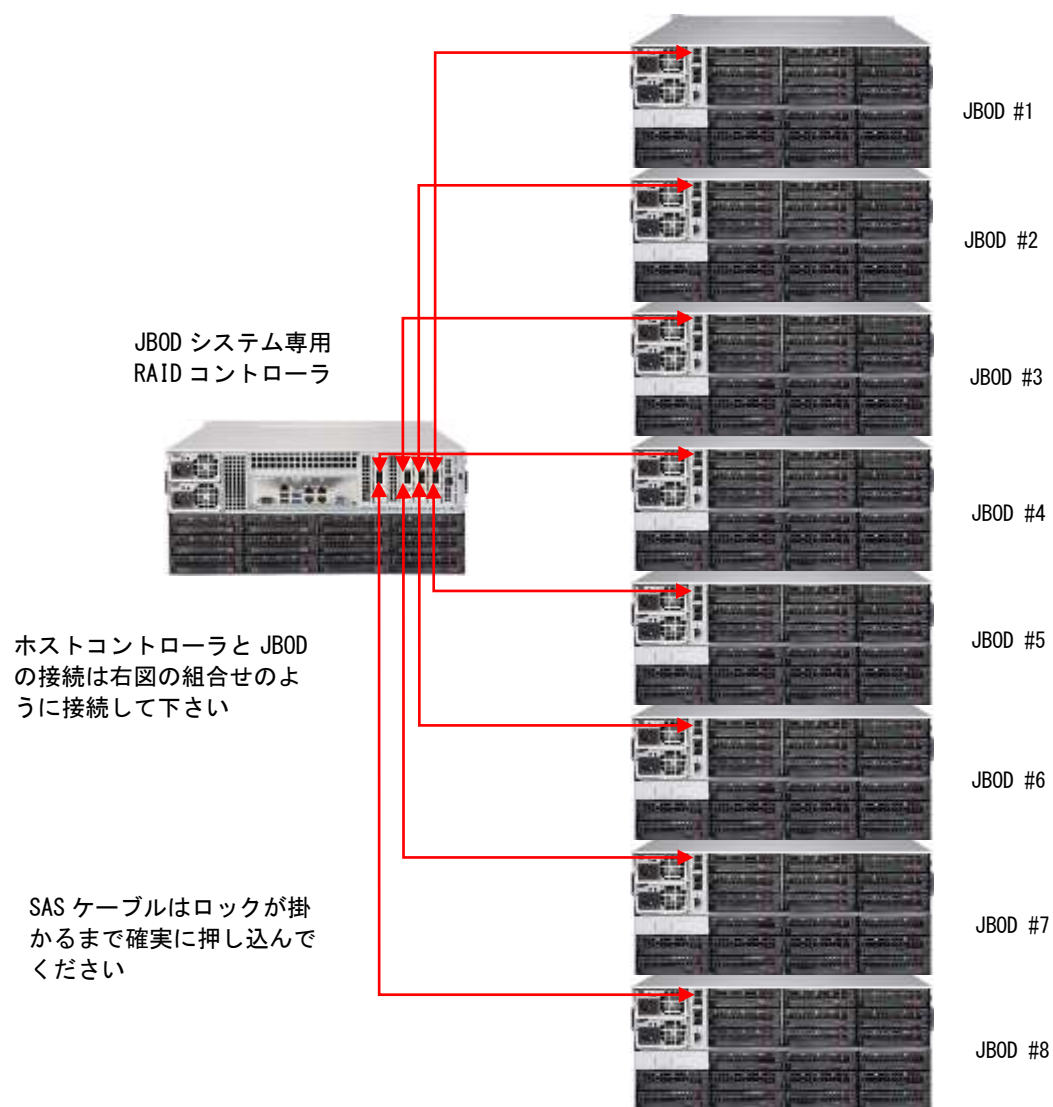 JBOD #1
JBOD #2
JBOD システム専用
RAID コントローラ
JBOD #3
JBOD #4
ホストコントローラと JBOD
の接続は右図の組合せのよ
うに接続して下さい
JBOD #5
JBOD #6
SAS ケーブルはロックが掛
かるまで確実に押し込んで
ください
JBOD #7
JBOD #8